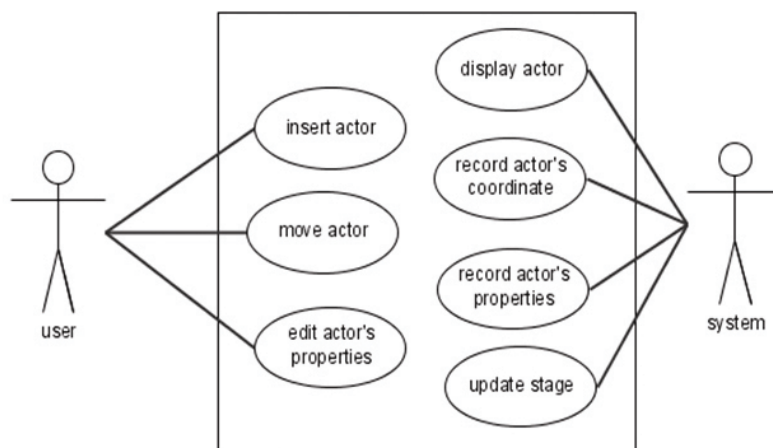 display actor
insert actor
record actor's
coordinate
move actor
record actor's
properties
user
system
edit actor's
properties
update stage